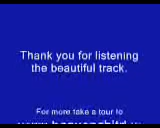 Thank you for listening
the beautiful track.
For more take a tour to